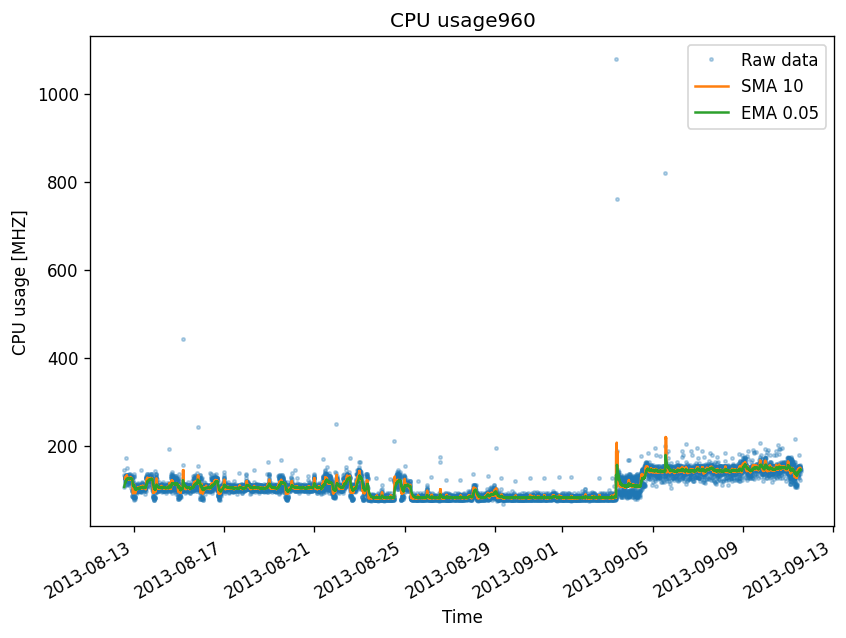 CPU usage960
Raw data
SMA 10
EMA 0.05
CPU usage [MHZ]
1000
800
600
400
200
2013-08-13
2013-08-17
2013-08-21
2013-08-25
2013-08-29
2013-09-01
2013-09-05
2013-09-09
2013-09-13
Time